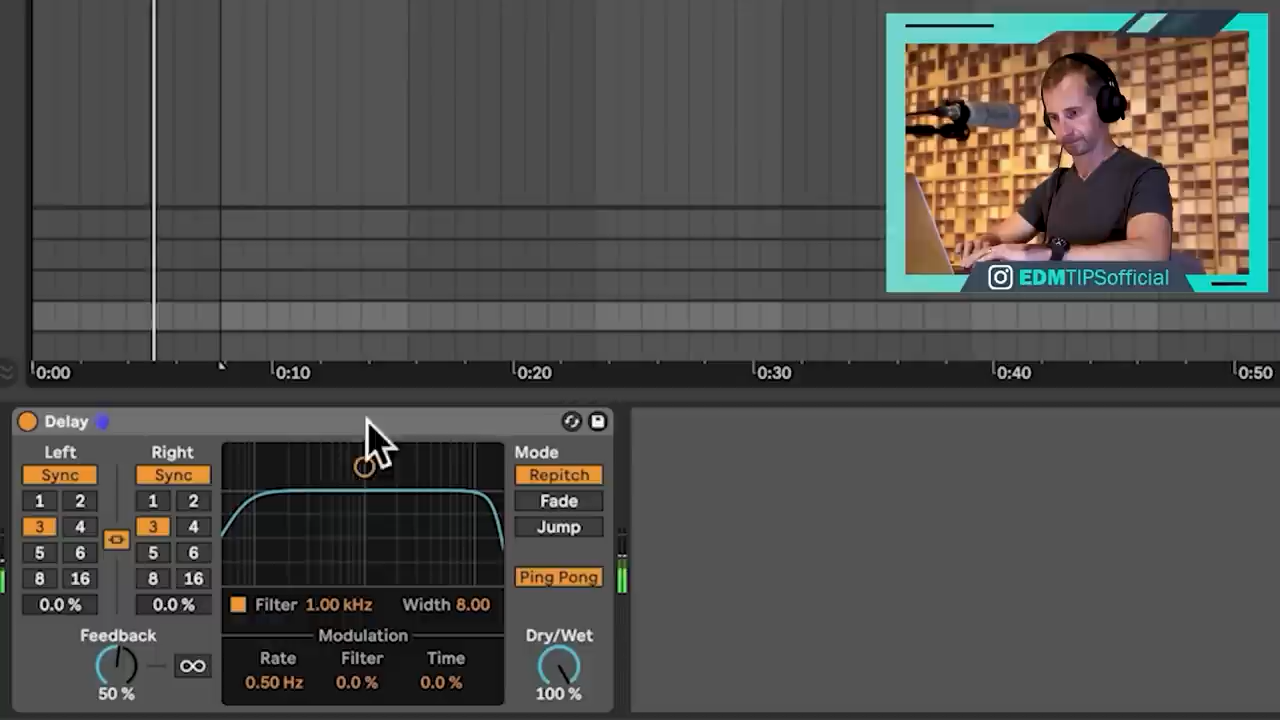 EDMTIPSofficial
0:00 0:10 0:20 0:30 0:40 0:50
Delay
Left Right Mode
Sync Sync Repitch
1 2 1 2 Fade
3 4 3 4 Jump
5 6 5 6
8 16 8 16 Ping Pong
0.0 % 0.0 % Filter 1.00 kHz Width 8.00
Feedback Modulation Dry/Wet
Rate Filter Time
50 % 0.50 Hz 0.0 % 0.0 % 100 %